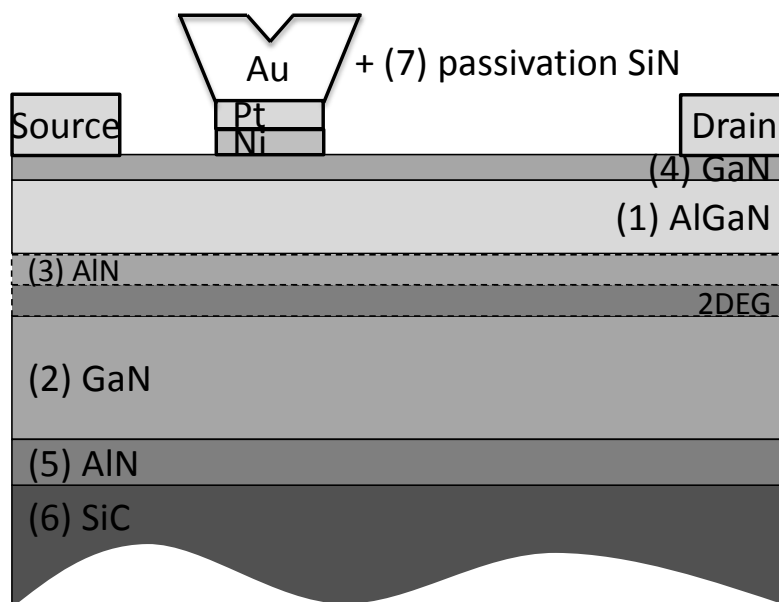 Au
+ (7) passivation SiN
Source
Pt
Drain
Ni
(4) GaN
(1) AlGaN
(3) AlN
2DEG
(2) GaN
(5) AlN
(6) SiC